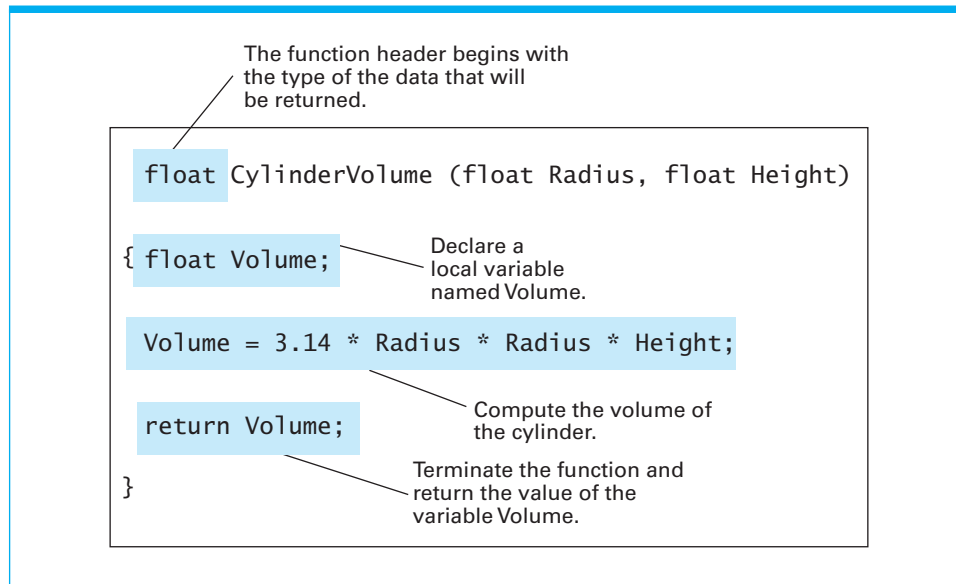 The function header begins with
the type of the data that will
be returned.
float CylinderVolume (float Radius, float Height)
{ float Volume;
Declare a
local variable
named Volume.
Volume = 3.14 * Radius * Radius * Height;
Compute the volume of
the cylinder.
return Volume;
Terminate the function and
return the value of the
variable Volume.
}